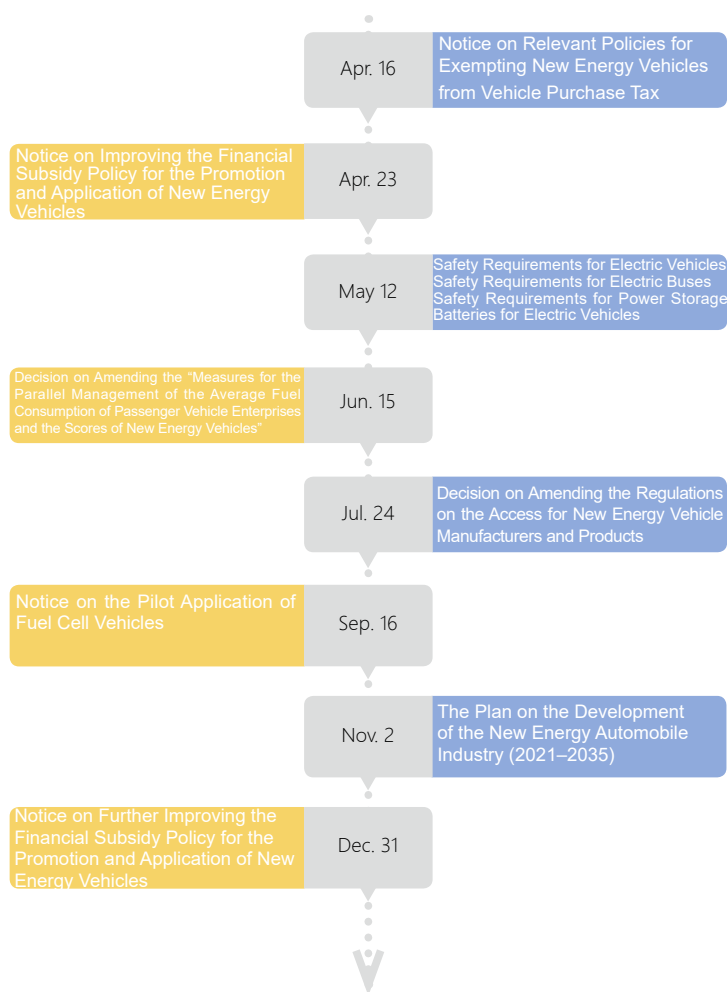 Apr. 16
Notice on Relevant Policies for
Exempting New Energy Vehicles
from Vehicle Purchase Tax
Notice on Improving the Financial
Subsidy Policy for the Promotion
and Application of New Energy
Vehicles
Apr. 23
May 12
Safety Requirements for Electric Vehicles
Safety Requirements for Electric Buses
Safety Requirements for Power Storage
Batteries for Electric Vehicles
Decision on Amending the “Measures for the
Parallel Management of the Average Fuel
Consumption of Passenger Vehicle Enterprises
and the Scores of New Energy Vehicles”
Jun. 15
Jul. 24
Decision on Amending the Regulations
on the Access for New Energy Vehicle
Manufacturers and Products
Notice on the Pilot Application of
Fuel Cell Vehicles
Sep. 16
Nov. 2
The Plan on the Development
of the New Energy Automobile
Industry (2021–2035)
Notice on Further Improving the
Financial Subsidy Policy for the
Promotion and Application of New
Energy Vehicles
Dec. 31